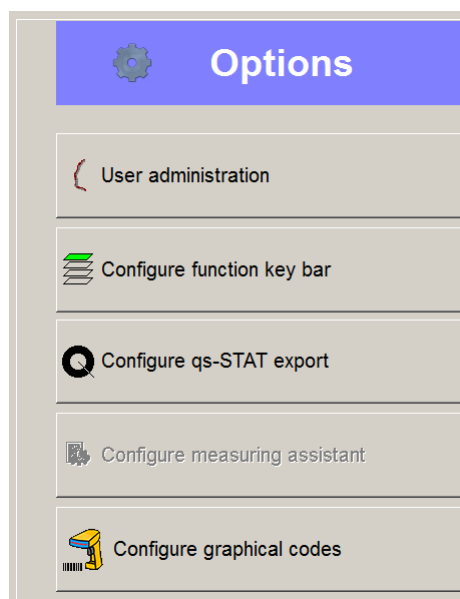 Options
User administration
Configure function key bar
Configure qs-STAT export
Configure measuring assistant
Configure graphical codes